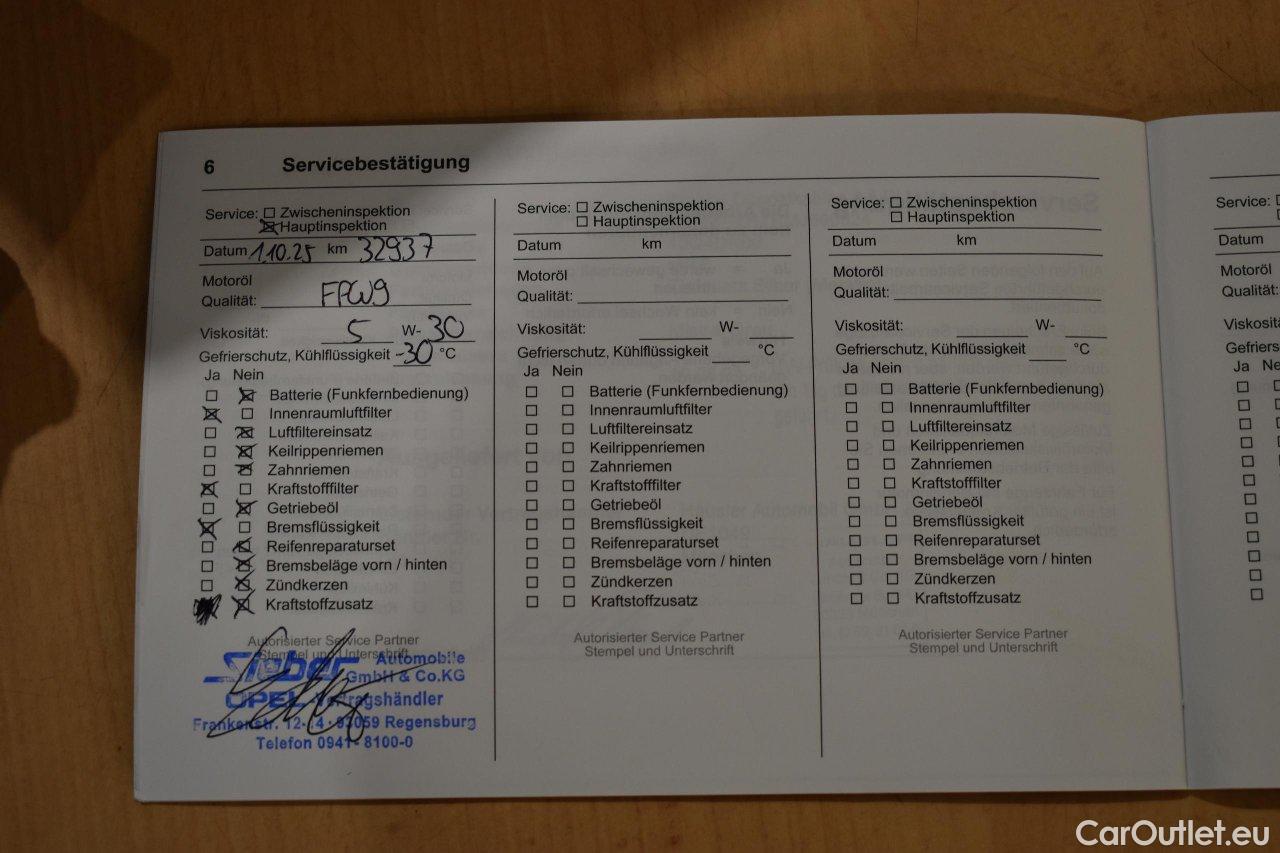 6 Servicebestätigung
Service: Zwischeninspektion
Hauptinspektion
Datum 1.10.25 km 32937
Motoröl
Qualität: FPW9
Viskosität: 5 W- 30
Gefrierschutz, Kühlflüssigkeit -30 °C
Ja Nein
Batterie (Funkfernbedienung)
Innenraumluftfilter
Luftfiltereinsatz
Keilrippenriemen
Zahnriemen
Kraftstofffilter
Getriebeöl
Bremsflüssigkeit
Reifenreparaturset
Bremsbeläge vorn / hinten
Zündkerzen
Kraftstoffzusatz
Autorisierter Service Partner
Stempel und Unterschrift
Automobile
GmbH & Co.KG
OPEL Vertragshändler
Frankenstr. 12-14 · 93059 Regensburg
Telefon 0941- 8100-0
Service: Zwischeninspektion
Hauptinspektion
Datum km
Motoröl
Qualität:
Viskosität: W-
Gefrierschutz, Kühlflüssigkeit °C
Ja Nein
Batterie (Funkfernbedienung)
Innenraumluftfilter
Luftfiltereinsatz
Keilrippenriemen
Zahnriemen
Kraftstofffilter
Getriebeöl
Bremsflüssigkeit
Reifenreparaturset
Bremsbeläge vorn / hinten
Zündkerzen
Kraftstoffzusatz
Autorisierter Service Partner
Stempel und Unterschrift
Service: Zwischeninspektion
Hauptinspektion
Datum km
Motoröl
Qualität:
Viskosität: W-
Gefrierschutz, Kühlflüssigkeit °C
Ja Nein
Batterie (Funkfernbedienung)
Innenraumluftfilter
Luftfiltereinsatz
Keilrippenriemen
Zahnriemen
Kraftstofffilter
Getriebeöl
Bremsflüssigkeit
Reifenreparaturset
Bremsbeläge vorn / hinten
Zündkerzen
Kraftstoffzusatz
Autorisierter Service Partner
Stempel und Unterschrift
Service:
Datum
Motoröl
Qualität:
Ja
CarOutlet.eu